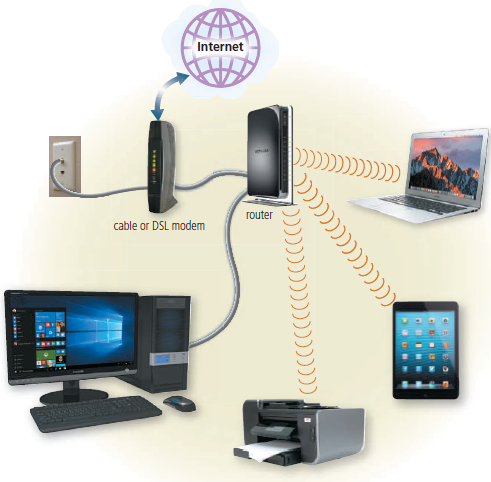 Internet
cable or DSL modem
router